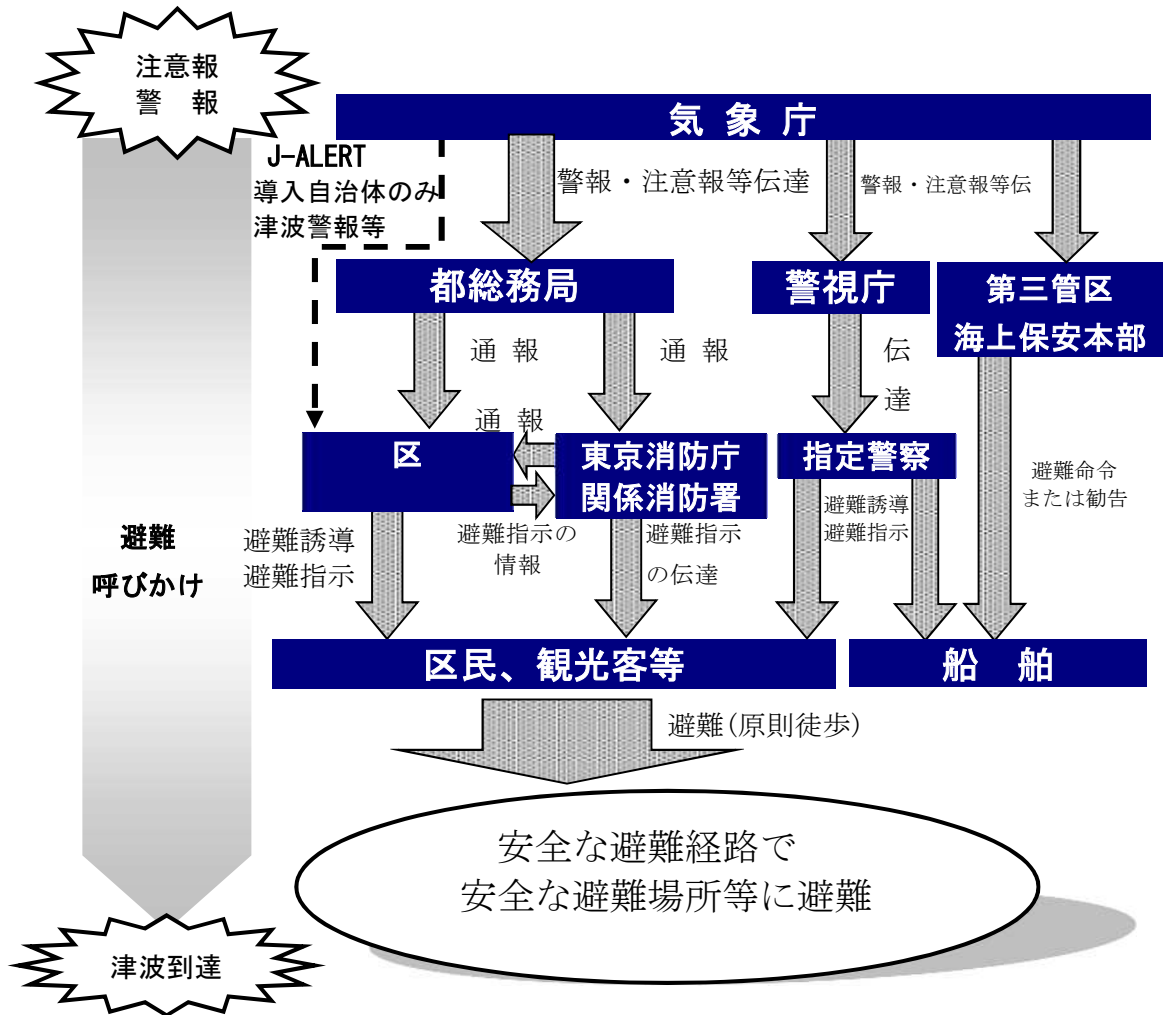 注意報
警　報
気 象 庁
J-ALERT
導入自治体のみ
津波警報等
警報・注意報等伝達
警報・注意報等伝
都総務局
警視庁
第三管区
海上保安本部
通 報
通 報
伝
達
通 報
区
東京消防庁
関係消防署
指定警察
避難命令
または勧告
避難
呼びかけ
避難誘導
避難指示
避難指示の
情報
避難指示
の伝達
避難誘導
避難指示
区民、観光客等
船　舶
避難(原則徒歩)
安全な避難経路で
安全な避難場所等に避難
津波到達